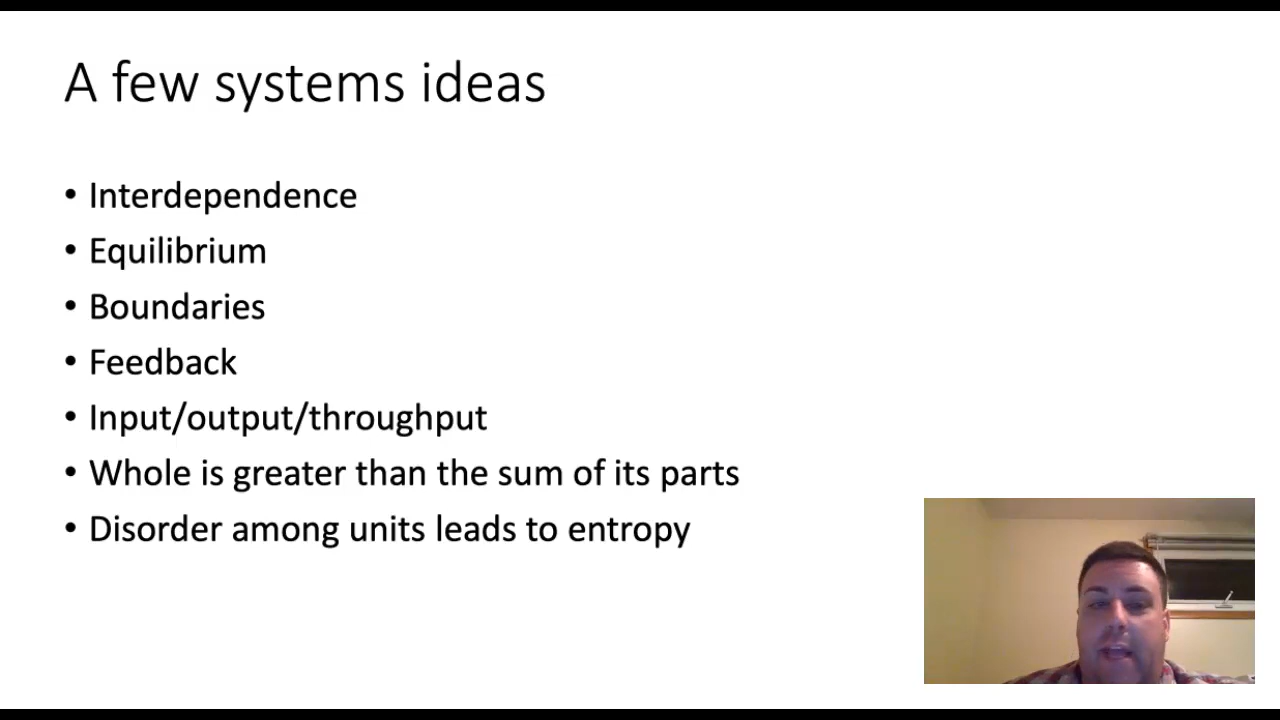 A few systems ideas
• Interdependence
• Equilibrium
• Boundaries
• Feedback
• Input/output/throughput
• Whole is greater than the sum of its parts
• Disorder among units leads to entropy